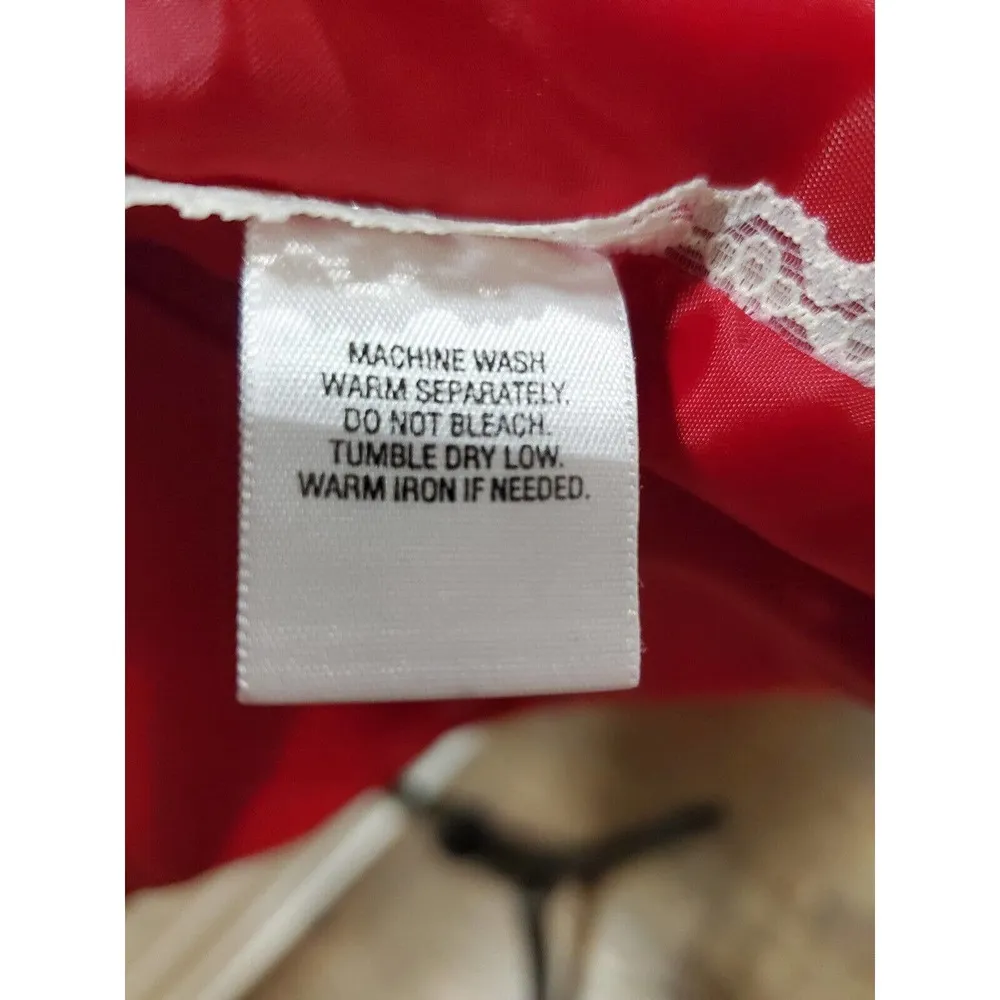 MACHINE WASH
WARM SEPARATELY.
DO NOT BLEACH.
TUMBLE DRY LOW.
WARM IRON IF NEEDED.